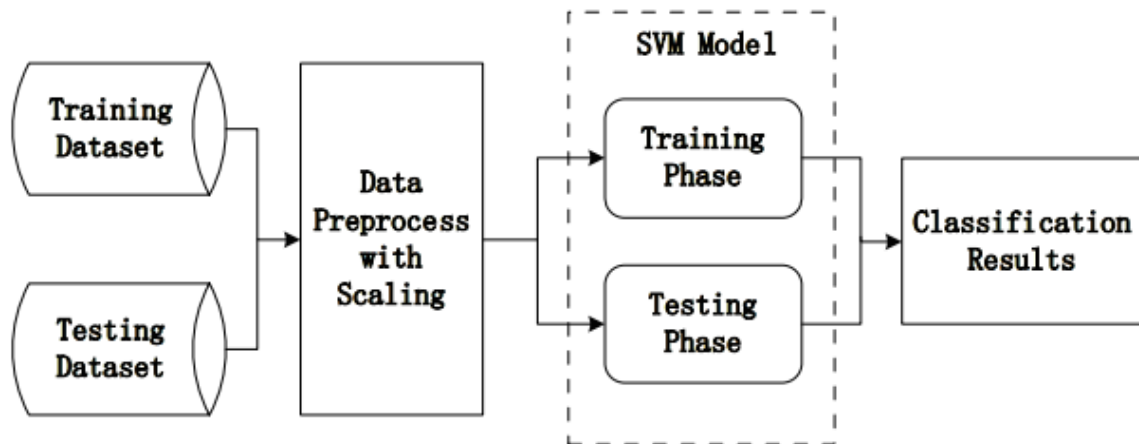 Training
Dataset
Testing
Dataset
Data
Preprocess
with
Scaling
SVM Model
Training
Phase
Testing
Phase
Classification
Results